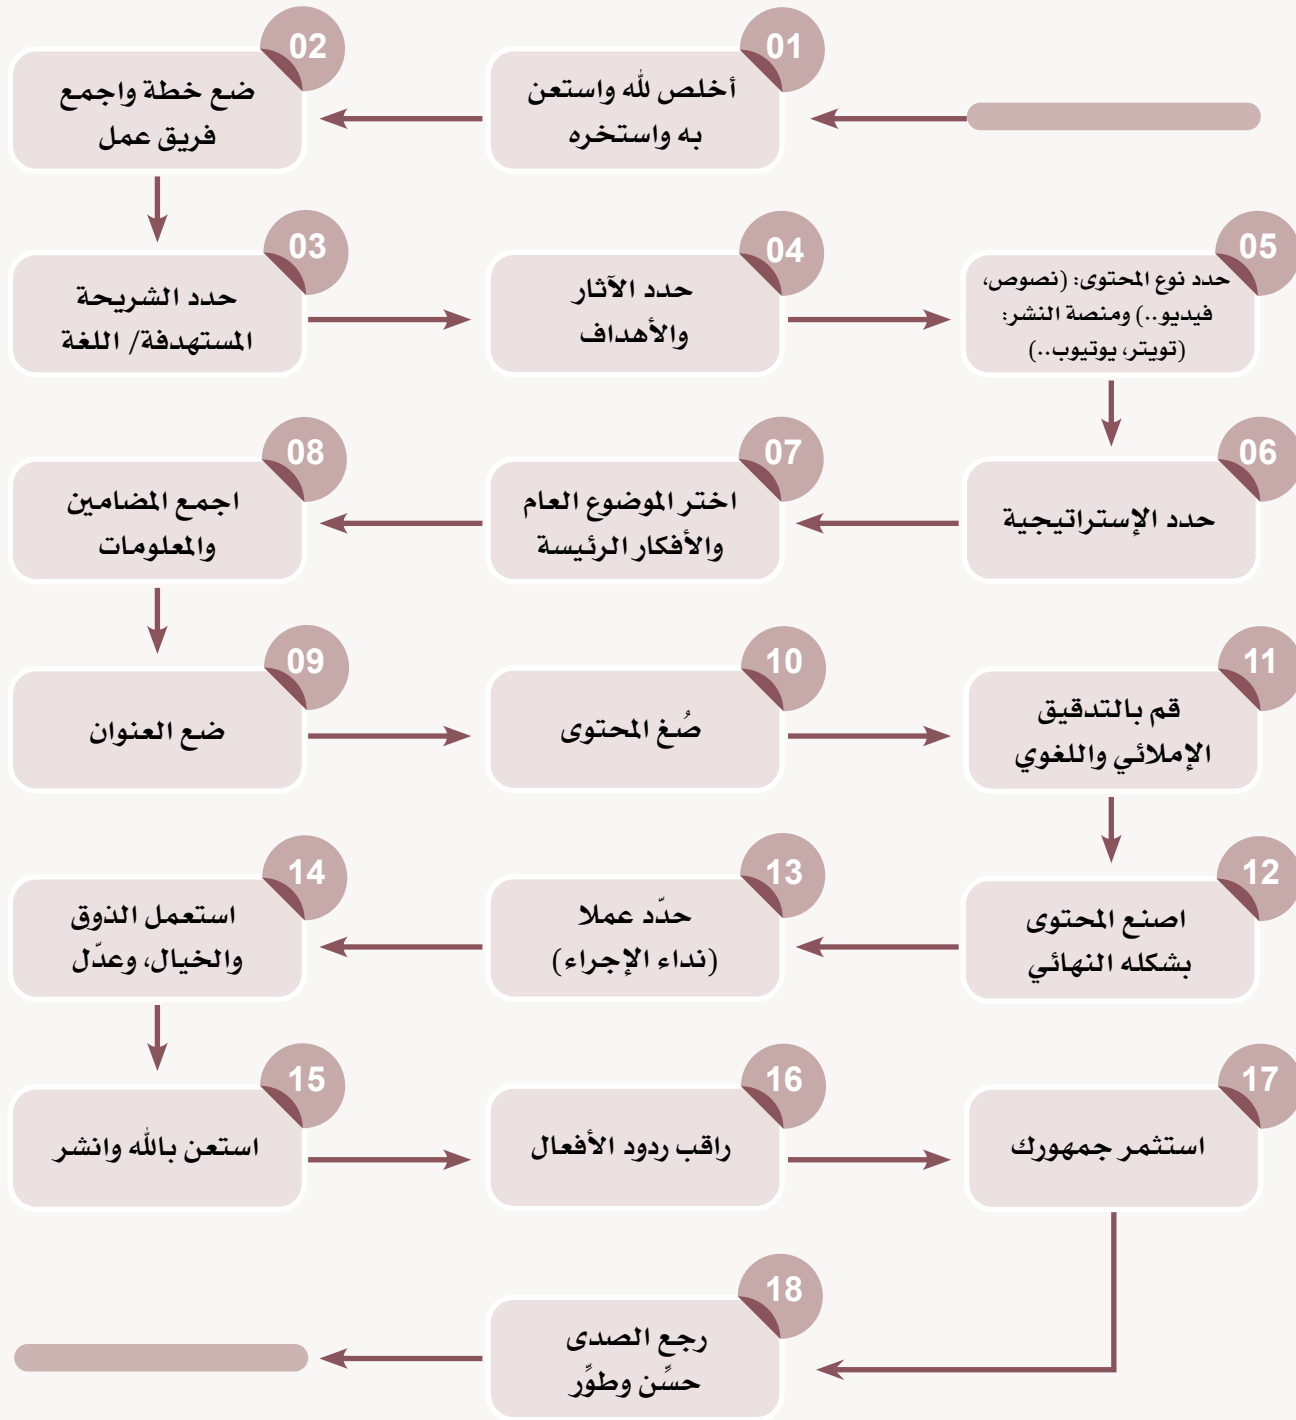 01
أخلص لله واستعن
به واستخره
02
ضع خطة واجمع
فريق عمل
03
حدد الشريحة
المستهدفة/ اللغة
04
حدد الآثار
والأهداف
05
حدد نوع المحتوى: (نصوص،
فيديو..) ومنصة النشر:
(تويتر، يوتيوب..)
06
حدد الإستراتيجية
07
اختر الموضوع العام
والأفكار الرئيسة
08
اجمع المضامين
والمعلومات
09
ضع العنوان
10
صُغ المحتوى
11
قم بالتدقيق
الإملائي واللغوي
12
اصنع المحتوى
بشكله النهائي
13
حدّد عملا
(نداء الإجراء)
14
استعمل الذوق
والخيال، وعدّل
15
استعن بالله وانشر
16
راقب ردود الأفعال
17
استثمر جمهورك
18
رجع الصدى
حسِّن وطوِّر